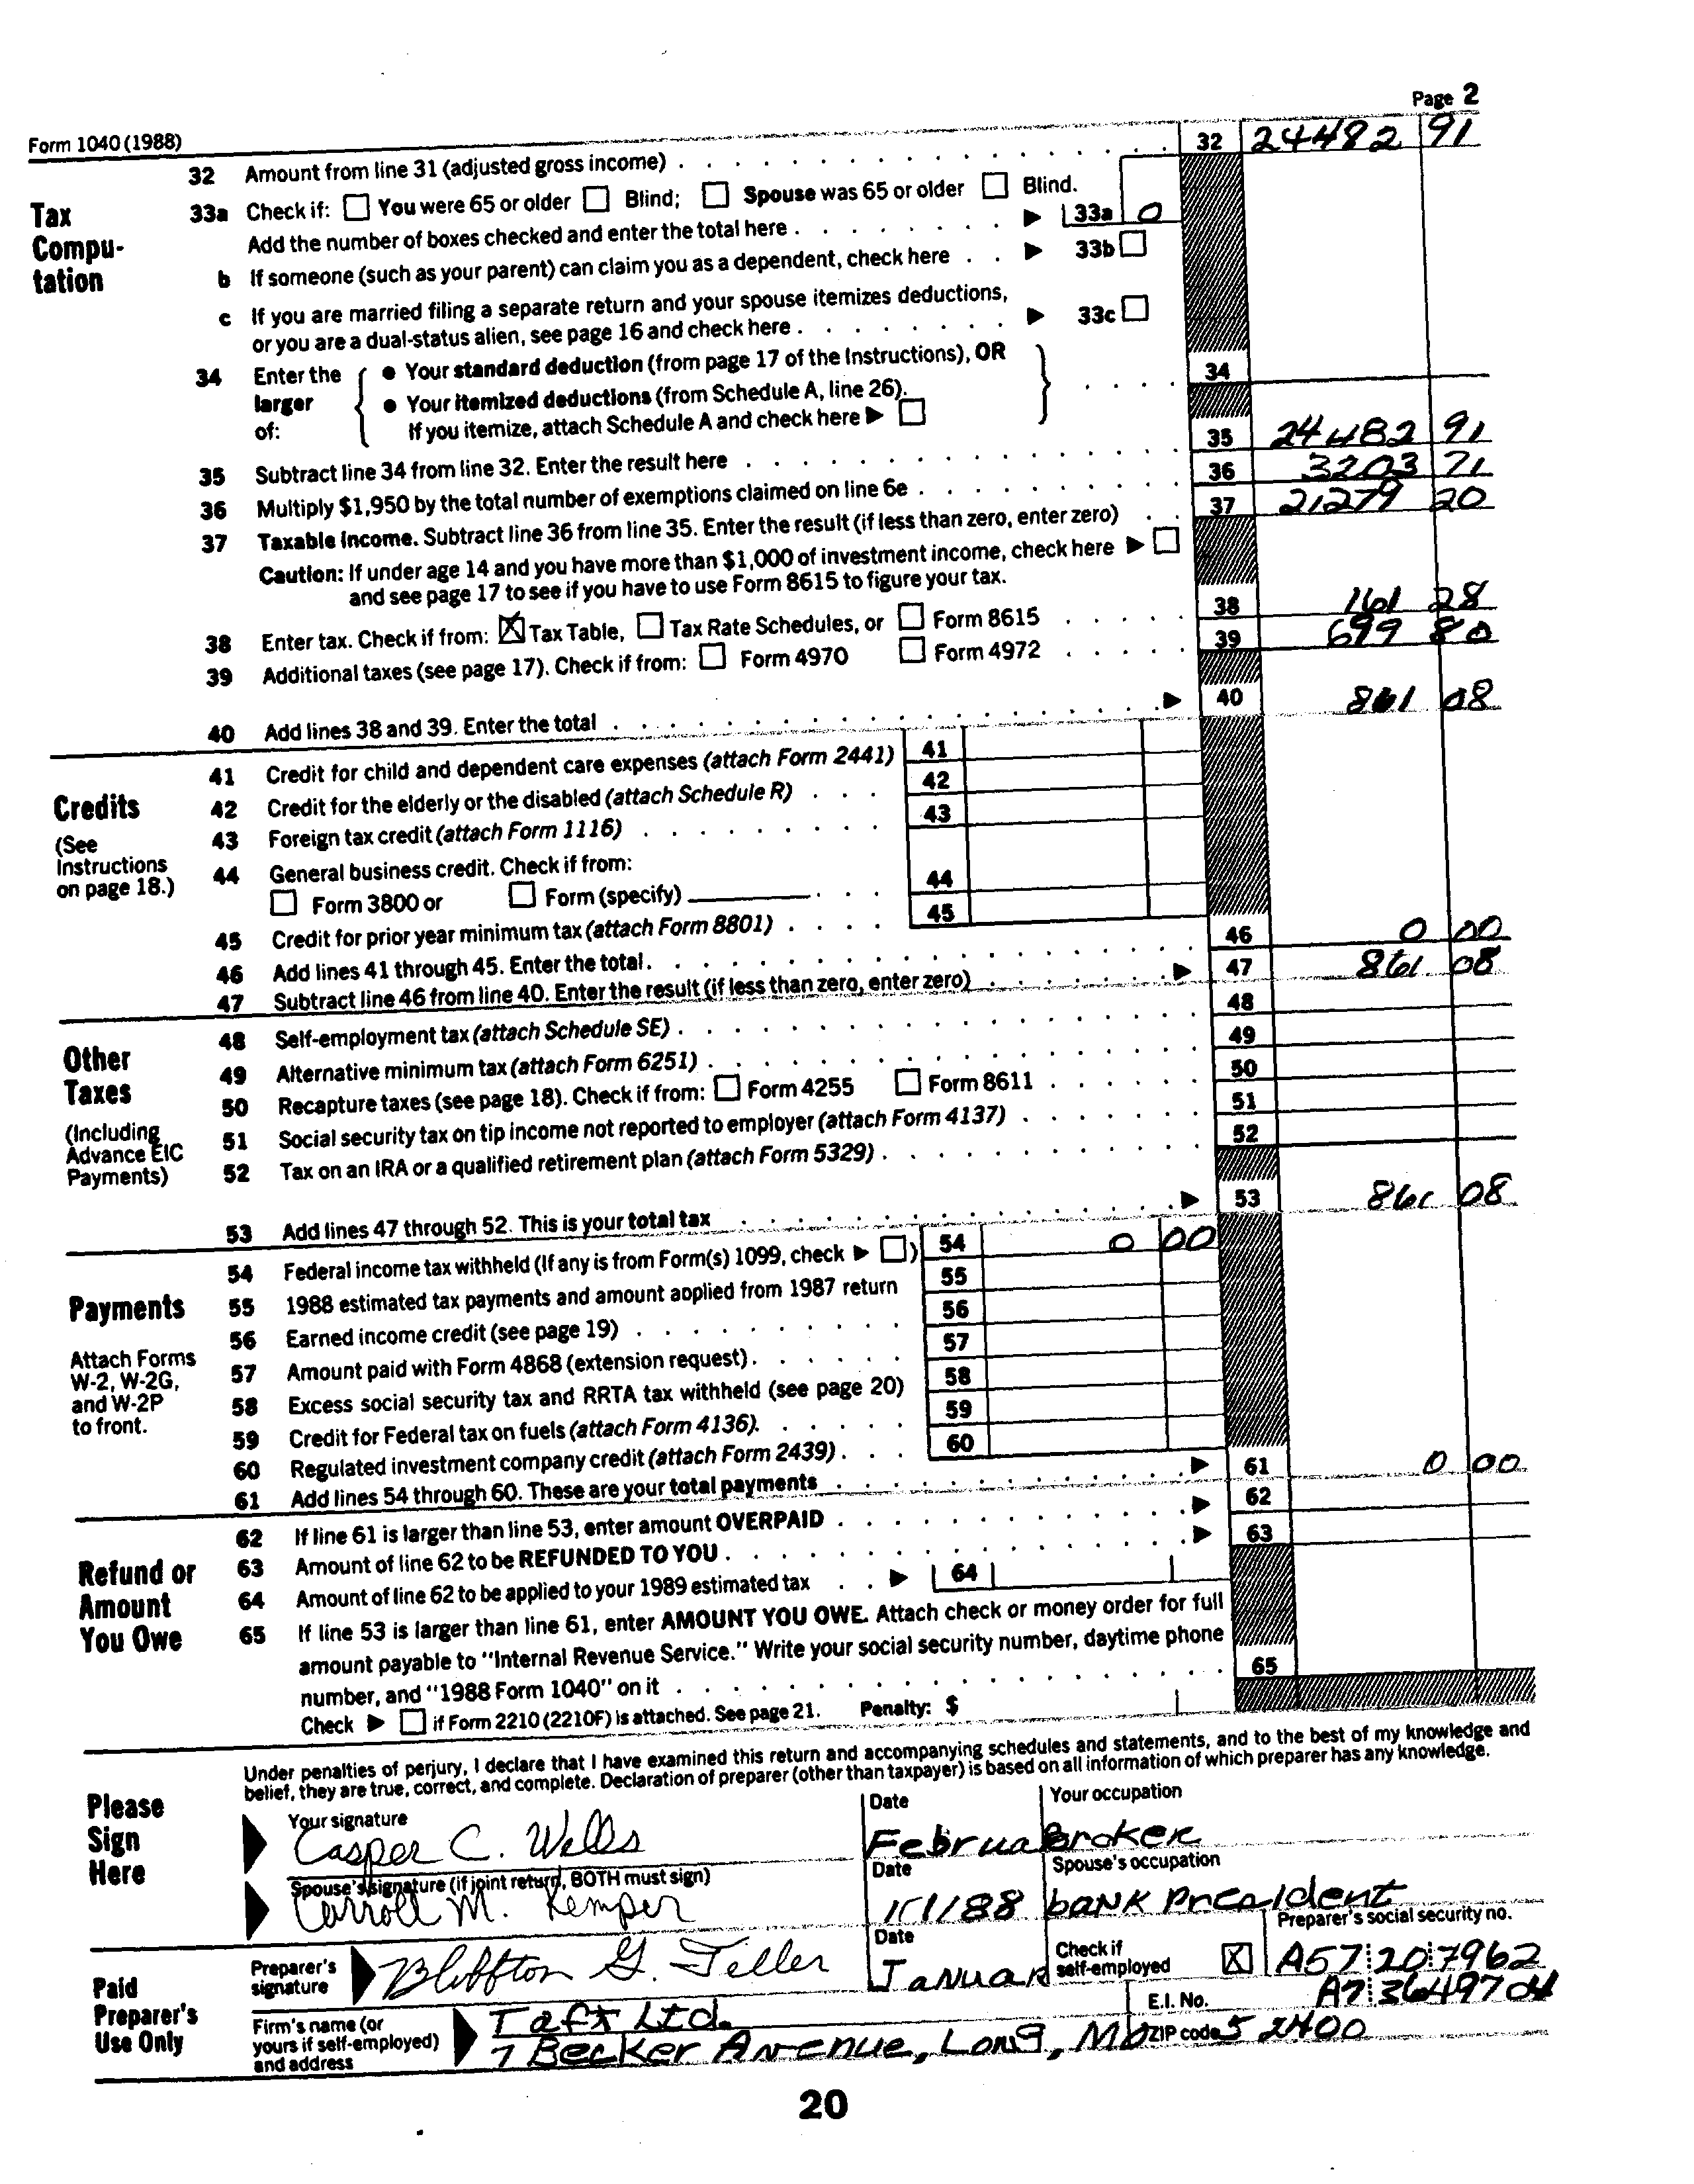 Page 2
Form 1040 (1988)
32 Amount from line 31 (adjusted gross income) 32 24482 91
Tax Compu-tation
33a Check if: You were 65 or older Blind; Spouse was 65 or older Blind.
Add the number of boxes checked and enter the total here 33a 0
b If someone (such as your parent) can claim you as a dependent, check here 33b
c If you are married filing a separate return and your spouse itemizes deductions,
or you are a dual-status alien, see page 16 and check here 33c
34 Enter the larger of: • Your standard deduction (from page 17 of the Instructions), OR 34
• Your itemized deductions (from Schedule A, line 26).
If you itemize, attach Schedule A and check here
35 Subtract line 34 from line 32. Enter the result here 35 24482 91
36 Multiply $1,950 by the total number of exemptions claimed on line 6e 36 3203 71
37 Taxable income. Subtract line 36 from line 35. Enter the result (if less than zero, enter zero) 37 21279 20
Caution: If under age 14 and you have more than $1,000 of investment income, check here
and see page 17 to see if you have to use Form 8615 to figure your tax.
38 Enter tax. Check if from: X Tax Table, Tax Rate Schedules, or Form 8615 38 161 28
39 Additional taxes (see page 17). Check if from: Form 4970 Form 4972 39 699 80
40 Add lines 38 and 39. Enter the total 40 861 08
Credits
(See Instructions on page 18.)
41 Credit for child and dependent care expenses (attach Form 2441) 41
42 Credit for the elderly or the disabled (attach Schedule R) 42
43 Foreign tax credit (attach Form 1116) 43
44 General business credit. Check if from:
Form 3800 or Form (specify) 44
45 Credit for prior year minimum tax (attach Form 8801) 45
46 Add lines 41 through 45. Enter the total 46 0 00
47 Subtract line 46 from line 40. Enter the result (if less than zero, enter zero) 47 861 08
Other Taxes
(Including Advance EIC Payments)
48 Self-employment tax (attach Schedule SE) 48
49 Alternative minimum tax (attach Form 6251) 49
50 Recapture taxes (see page 18). Check if from: Form 4255 Form 8611 50
51 Social security tax on tip income not reported to employer (attach Form 4137) 51
52 Tax on an IRA or a qualified retirement plan (attach Form 5329) 52
53 Add lines 47 through 52. This is your total tax 53 861 08
Payments
Attach Forms W-2, W-2G, and W-2P to front.
54 Federal income tax withheld (If any is from Form(s) 1099, check ) 54 0 00
55 1988 estimated tax payments and amount applied from 1987 return 55
56 Earned income credit (see page 19) 56
57 Amount paid with Form 4868 (extension request) 57
58 Excess social security tax and RRTA tax withheld (see page 20) 58
59 Credit for Federal tax on fuels (attach Form 4136) 59
60 Regulated investment company credit (attach Form 2439) 60
61 Add lines 54 through 60. These are your total payments 61 0 00
Refund or Amount You Owe
62 If line 61 is larger than line 53, enter amount OVERPAID 62
63 Amount of line 62 to be REFUNDED TO YOU 63
64 Amount of line 62 to be applied to your 1989 estimated tax 64
65 If line 53 is larger than line 61, enter AMOUNT YOU OWE. Attach check or money order for full
amount payable to "Internal Revenue Service." Write your social security number, daytime phone
number, and "1988 Form 1040" on it 65
Check if Form 2210 (2210F) is attached. See page 21. Penalty: $
Please Sign Here
Under penalties of perjury, I declare that I have examined this return and accompanying schedules and statements, and to the best of my knowledge and
belief, they are true, correct, and complete. Declaration of preparer (other than taxpayer) is based on all information of which preparer has any knowledge.
Your signature Date Your occupation
Casper C. Wells Februa Broker
Spouse's signature (if joint return, BOTH must sign) Date Spouse's occupation
Carroll M. Kemper 1/1/88 bank President
Paid Preparer's Use Only
Preparer's signature Date Check if self-employed X Preparer's social security no.
Bluffton G. Teller Januar A57 20 7962
Firm's name (or yours if self-employed) and address
Taft Ltd. E.I. No. A7 3649704
7 Becker Avenue, Long, MO ZIP code 52400
20